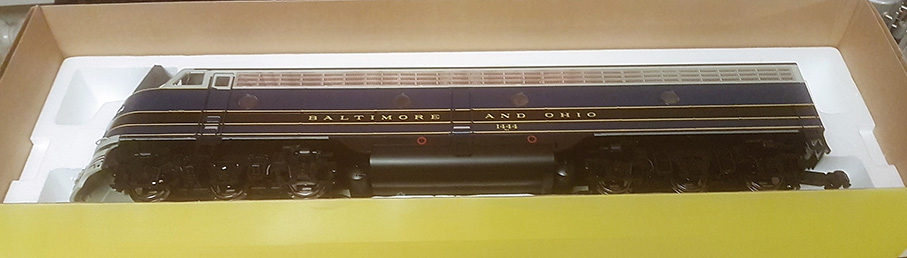 BALTIMORE AND OHIO
1444